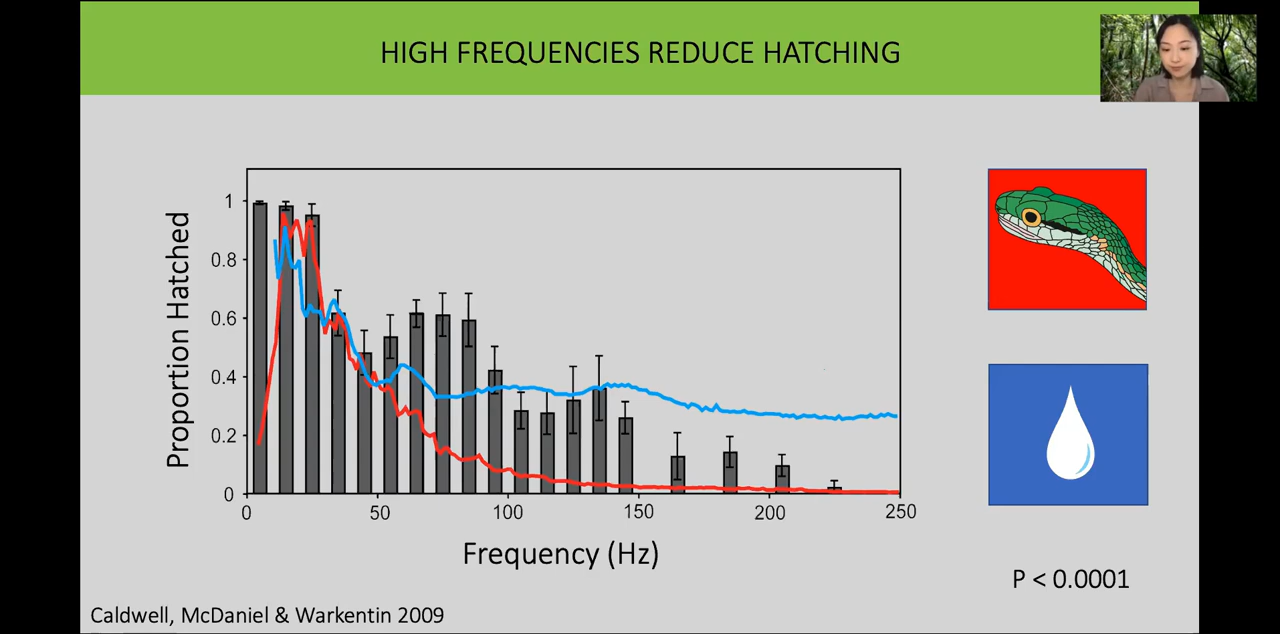 HIGH FREQUENCIES REDUCE HATCHING
Proportion Hatched
1
0.8
0.6
0.4
0.2
0
0 50 100 150 200 250
Frequency (Hz)
P < 0.0001
Caldwell, McDaniel & Warkentin 2009